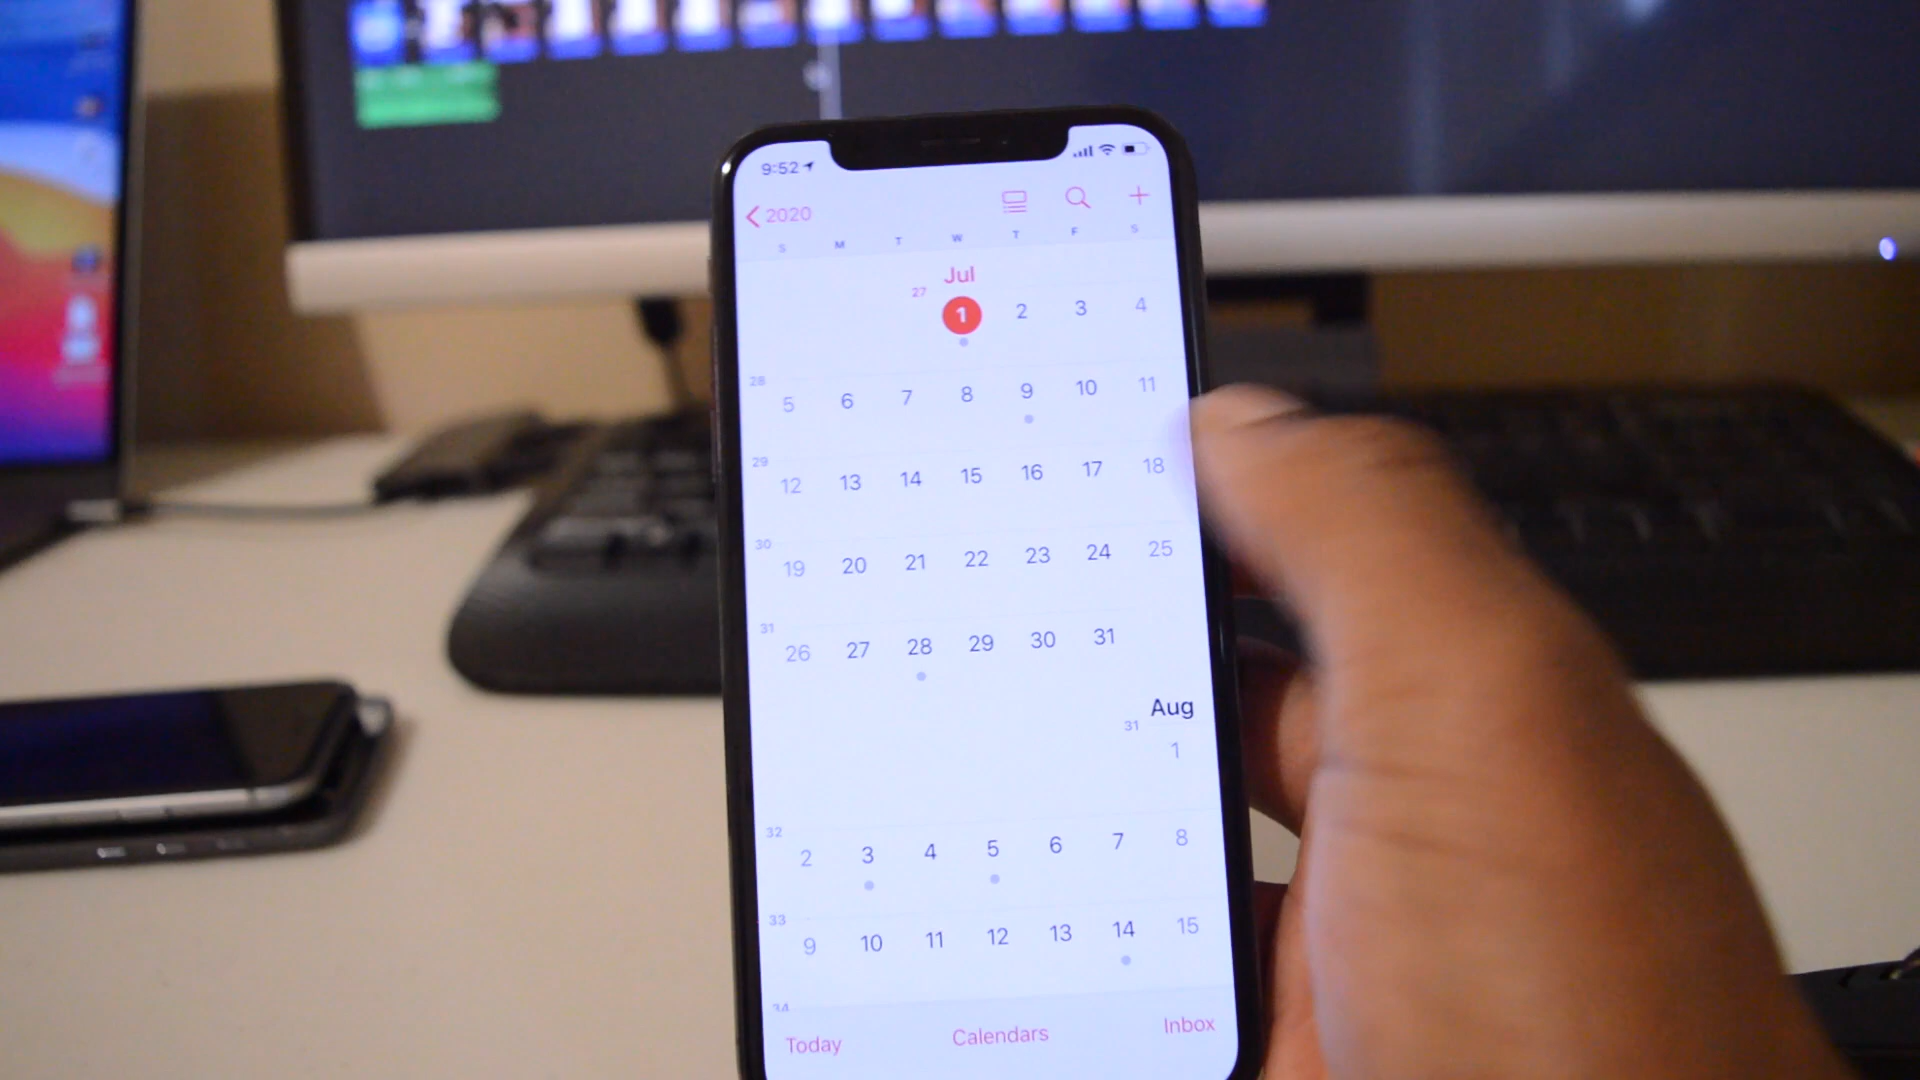 9:52
2020
S M T W T F S
Jul
27 1 2 3 4
28 5 6 7 8 9 10 11
29 12 13 14 15 16 17 18
30 19 20 21 22 23 24 25
31 26 27 28 29 30 31
Aug
31 1
32 2 3 4 5 6 7 8
33 9 10 11 12 13 14 15
34
Today Calendars Inbox